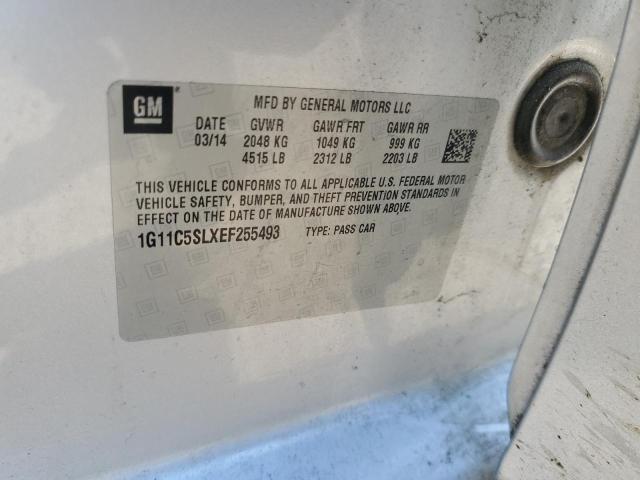 GM
MFD BY GENERAL MOTORS LLC
DATE GVWR GAWR FRT GAWR RR
03/14 2048 KG 1049 KG 999 KG
4515 LB 2312 LB 2203 LB
THIS VEHICLE CONFORMS TO ALL APPLICABLE U.S. FEDERAL MOTOR
VEHICLE SAFETY, BUMPER, AND THEFT PREVENTION STANDARDS IN
EFFECT ON THE DATE OF MANUFACTURE SHOWN ABOVE.
1G11C5SLXEF255493 TYPE: PASS CAR